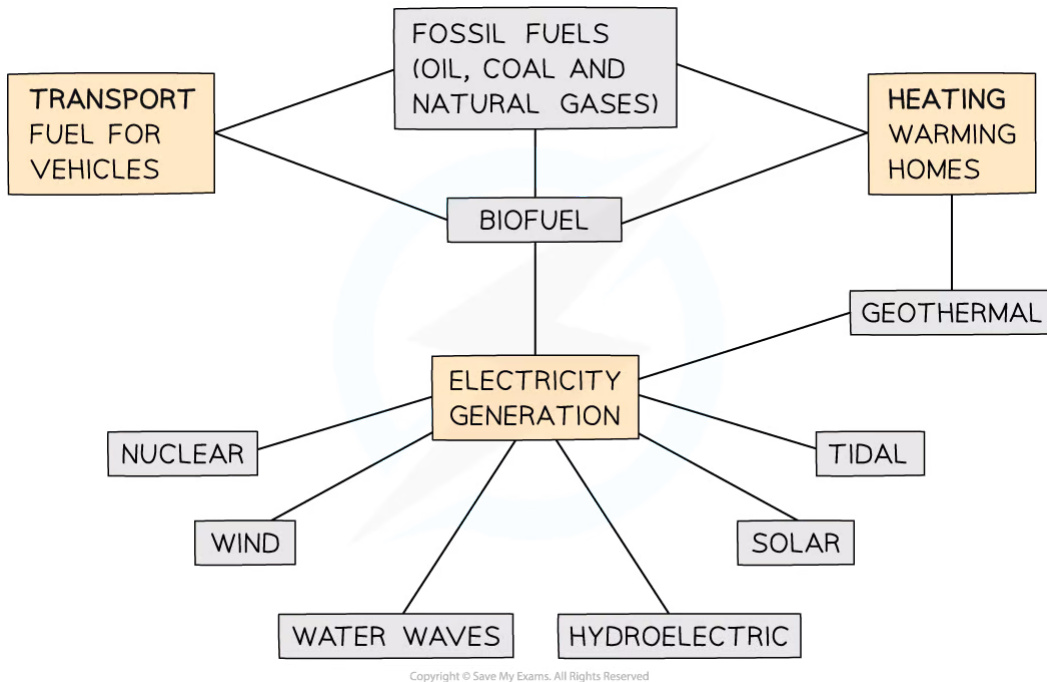 FOSSIL FUELS
(OIL, COAL AND
NATURAL GASES)
TRANSPORT
FUEL FOR
VEHICLES
HEATING
WARMING
HOMES
BIOFUEL
GEOTHERMAL
ELECTRICITY
GENERATION
NUCLEAR
TIDAL
WIND
SOLAR
WATER WAVES
HYDROELECTRIC
Copyright © Save My Exams. All Rights Reserved